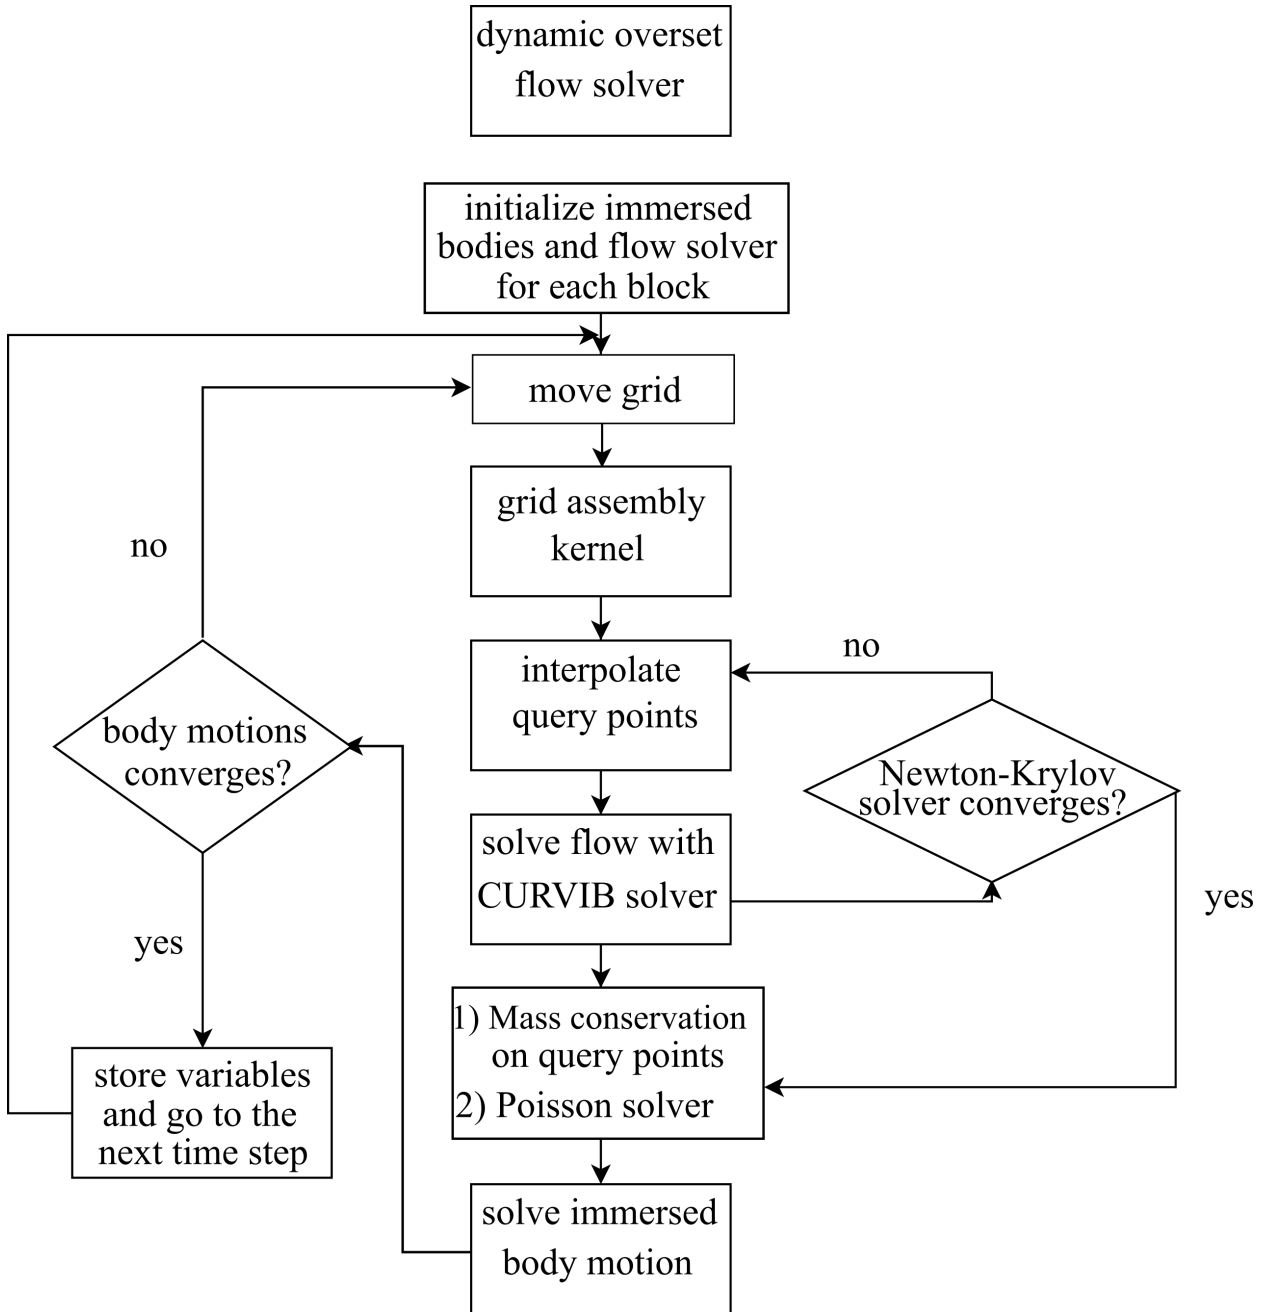 dynamic overset
flow solver
initialize immersed
bodies and flow solver
for each block
move grid
grid assembly
kernel
no
interpolate
query points
no
body motions
converges?
Newton-Krylov
solver converges?
solve flow with
CURVIB solver
yes
yes
1) Mass conservation
on query points
2) Poisson solver
store variables
and go to the
next time step
solve immersed
body motion